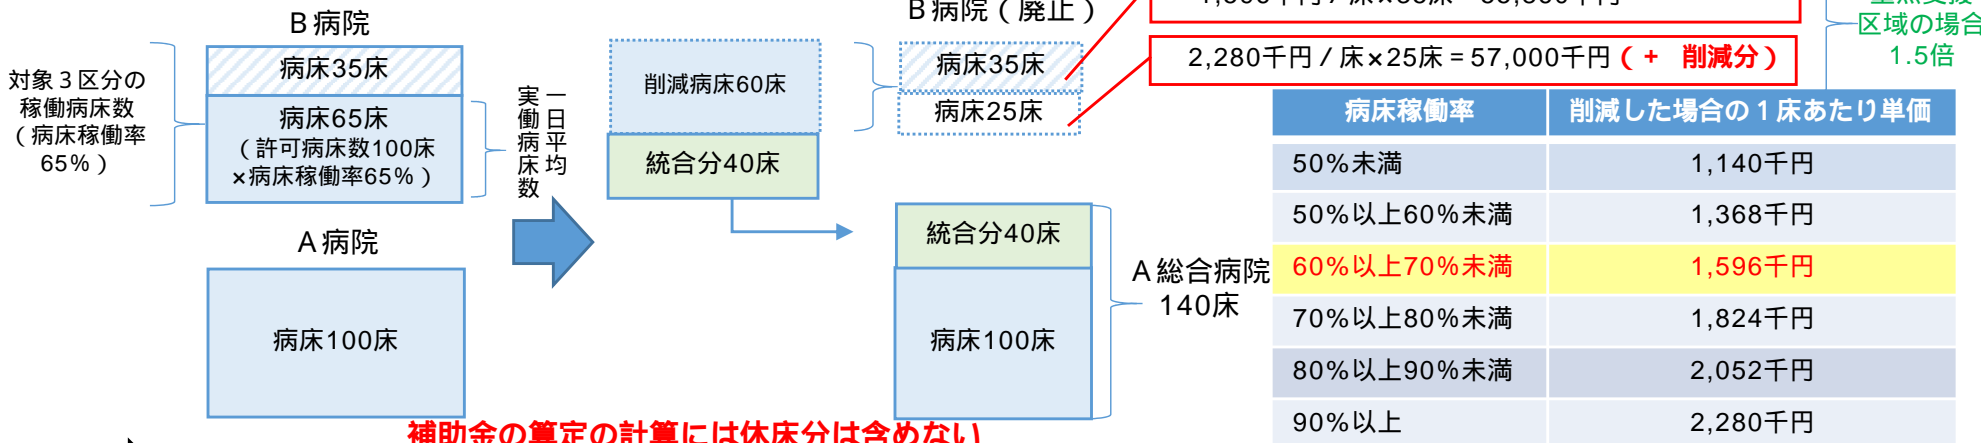 B病院
対象3区分の
稼働病床数
(病床稼働率
65%)
病床35床
病床65床
(許可病床数100床
×病床稼働率65%)
一日平均
実働病床数
A病院
病床100床
削減病床60床
統合分40床
B病院(廃止)
病床35床
病床25床
2,280千円/床×25床=57,000千円(+ 削減分)
区域の場合
1.5倍
統合分40床
病床100床
A総合病院
140床
病床稼働率 削減した場合の1床あたり単価
50%未満 1,140千円
50%以上60%未満 1,368千円
60%以上70%未満 1,596千円
70%以上80%未満 1,824千円
80%以上90%未満 2,052千円
90%以上 2,280千円
補助金の算定の計算には休床分は含めない